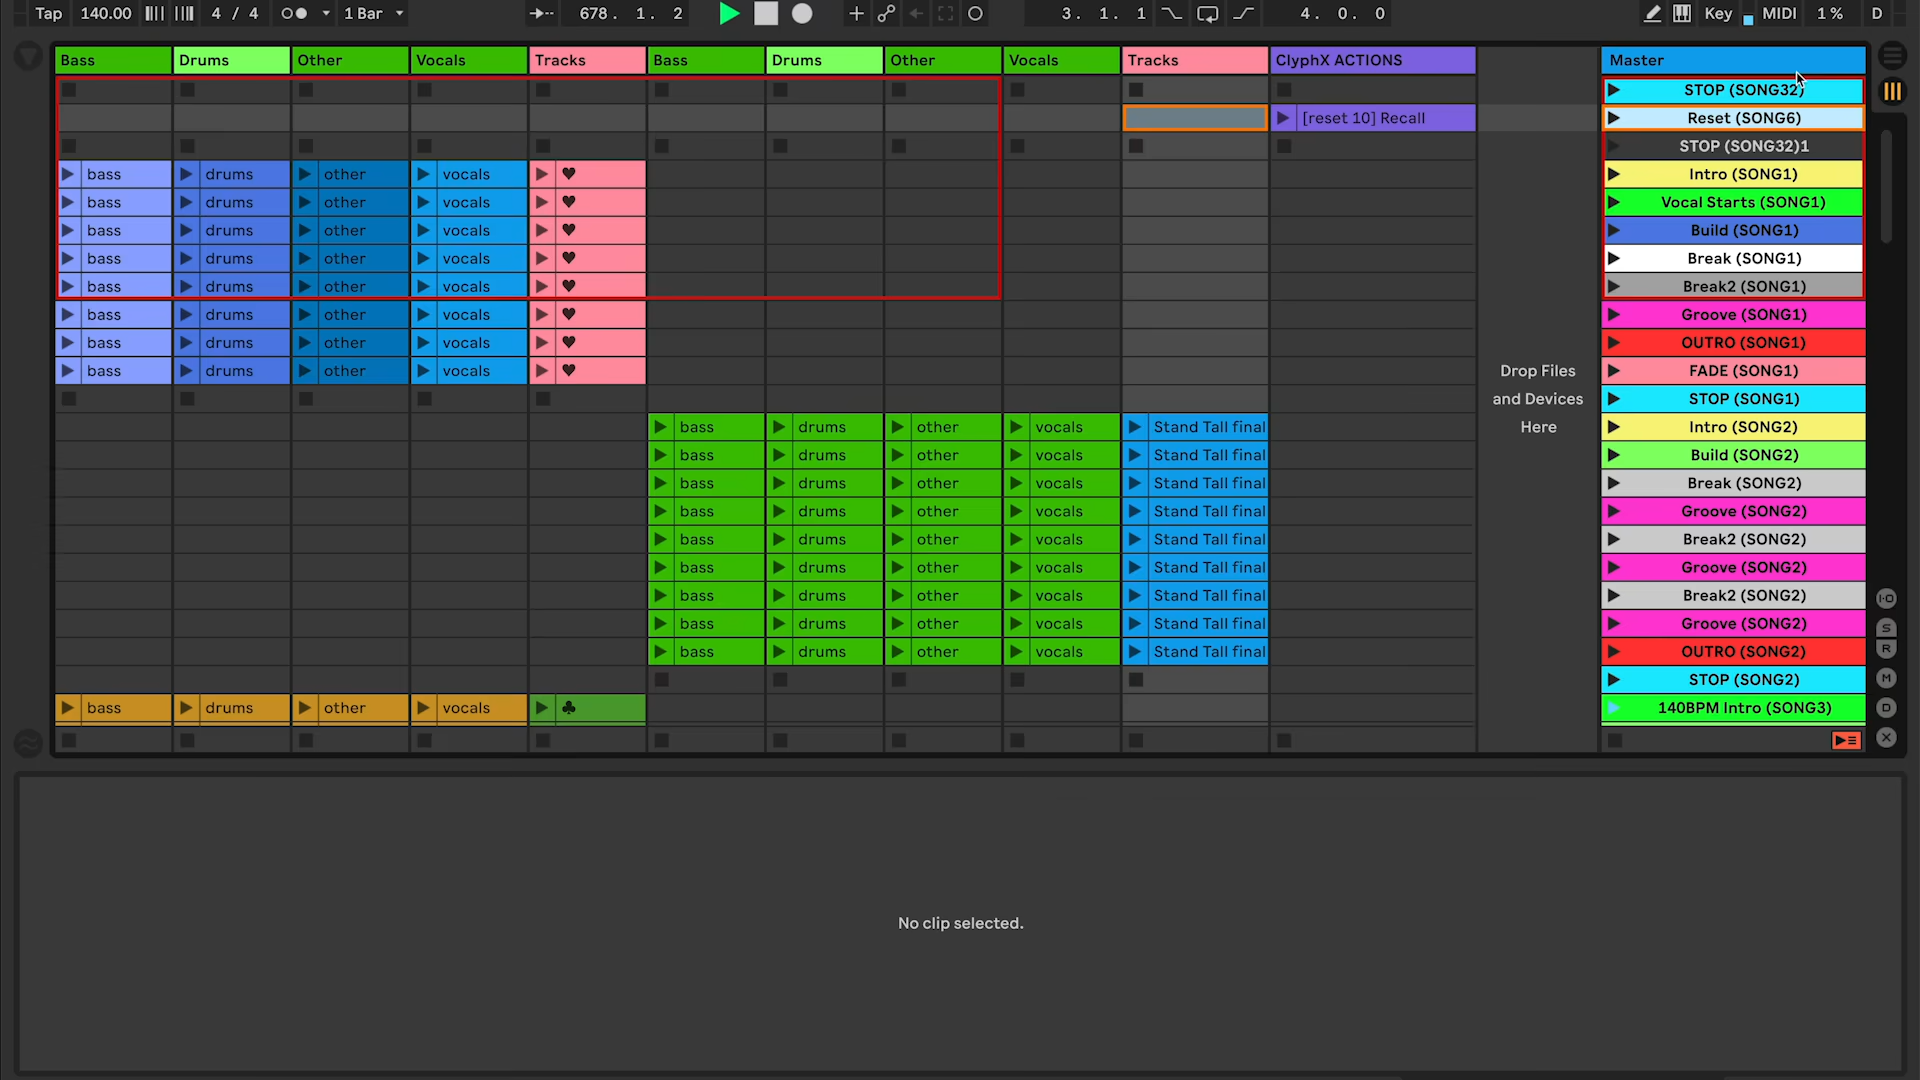 Tap 140.00 4 / 4 1 Bar 678. 1. 2 3. 1. 1 4. 0. 0 Key MIDI 1 % D
Bass Drums Other Vocals Tracks Bass Drums Other Vocals Tracks ClyphX ACTIONS Master
STOP (SONG32)
[reset 10] Recall Reset (SONG6)
STOP (SONG32)1
bass drums other vocals ♥ Intro (SONG1)
bass drums other vocals ♥ Vocal Starts (SONG1)
bass drums other vocals ♥ Build (SONG1)
bass drums other vocals ♥ Break (SONG1)
bass drums other vocals ♥ Break2 (SONG1)
bass drums other vocals ♥ Groove (SONG1)
bass drums other vocals ♥ OUTRO (SONG1)
bass drums other vocals ♥ Drop Files FADE (SONG1)
and Devices STOP (SONG1)
bass drums other vocals Stand Tall final Here Intro (SONG2)
bass drums other vocals Stand Tall final Build (SONG2)
bass drums other vocals Stand Tall final Break (SONG2)
bass drums other vocals Stand Tall final Groove (SONG2)
bass drums other vocals Stand Tall final Break2 (SONG2)
bass drums other vocals Stand Tall final Groove (SONG2)
bass drums other vocals Stand Tall final Break2 (SONG2)
I·O
bass drums other vocals Stand Tall final Groove (SONG2) S
bass drums other vocals Stand Tall final OUTRO (SONG2) R
STOP (SONG2) M
bass drums other vocals ♣ 140BPM Intro (SONG3) D
No clip selected.